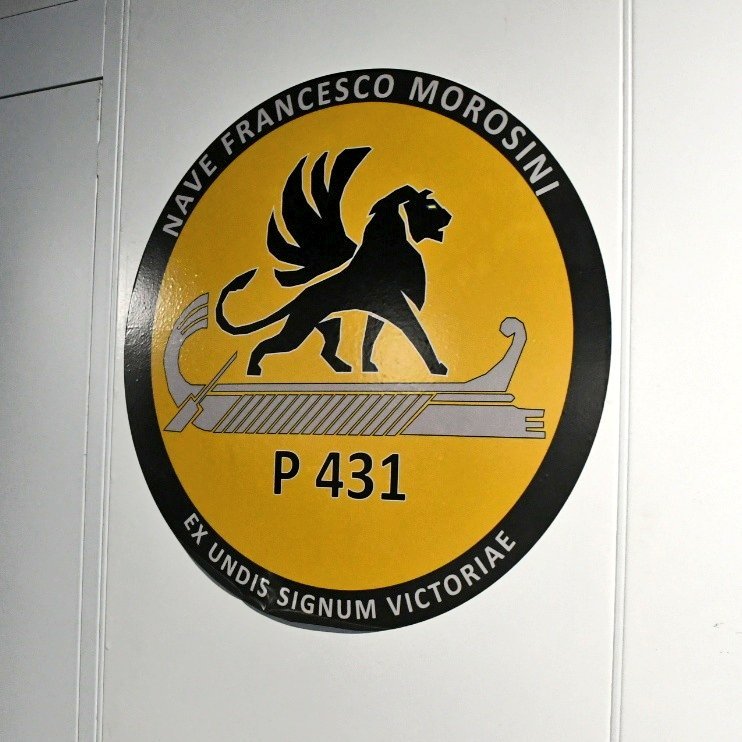 NAVE FRANCESCO MOROSINI
P 431
EX UNDIS SIGNUM VICTORIAE